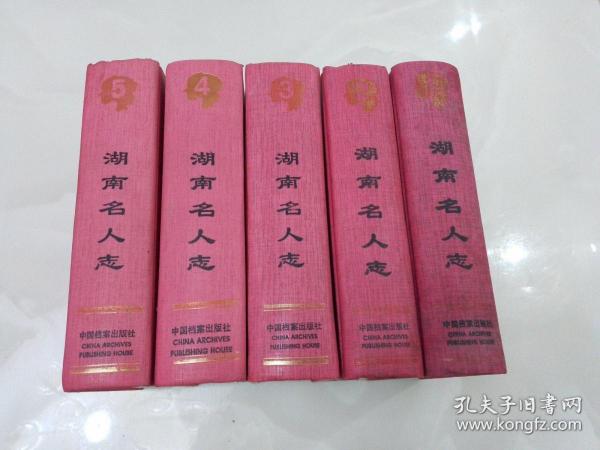 5
湖南名人志
中国档案出版社
CHINA ARCHIVES
PUBLISHING HOUSE
4
湖南名人志
中国档案出版社
CHINA ARCHIVES
PUBLISHING HOUSE
3
湖南名人志
中国档案出版社
CHINA ARCHIVES
PUBLISHING HOUSE
湖南名人志
中国档案出版社
CHINA ARCHIVES
PUBLISHING HOUSE
湖南名人志
中国档案出版社
CHINA ARCHIVES
PUBLISHING HOUSE
孔夫子旧书网
www.kongfz.com